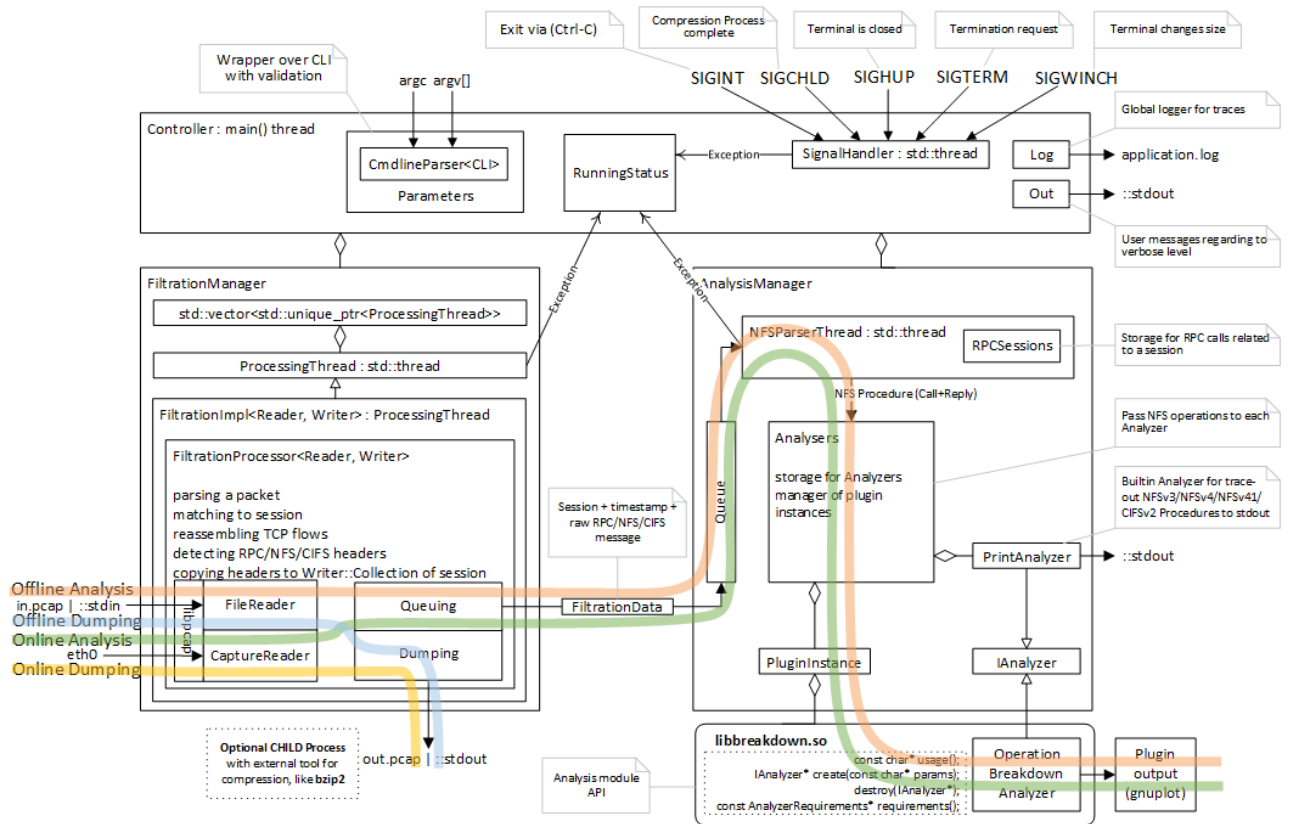 Exit via (Ctrl-C)
Compression Process
complete
Terminal is closed
Termination request
Terminal changes size
Wrapper over CLI
with validation
argc argv[]
SIGINT
SIGCHLD
SIGHUP
SIGTERM
SIGWINCH
Global logger for traces
Controller : main() thread
CmdlineParser<CLI>
Parameters
RunningStatus
Exception
SignalHandler : std::thread
Log
application.log
Out
::stdout
User messages regarding to
verbose level
FiltrationManager
std::vector<std::unique_ptr<ProcessingThread>>
ProcessingThread : std::thread
Exception
Exception
AnalysisManager
NFSParserThread : std::thread
RPCSessions
Storage for RPC calls related
to a session
NFS Procedure (Call+Reply)
FiltrationImpl<Reader, Writer> : ProcessingThread
FiltrationProcessor<Reader, Writer>
parsing a packet
matching to session
reassembling TCP flows
detecting RPC/NFS/CIFS headers
copying headers to Writer::Collection of session
Session + timestamp +
raw RPC/NFS/CIFS
message
Queue
Analysers
storage for Analyzers
manager of plugin
instances
Pass NFS operations to each
Analyzer
Builtin Analyzer for trace-
out NFSv3/NFSv4/NFSv41/
CIFSv2 Procedures to stdout
PrintAnalyzer
::stdout
Offline Analysis
in.pcap | ::stdin
Offline Dumping
Online Analysis
eth0
Online Dumping
libpcap
FileReader
CaptureReader
Queuing
Dumping
FiltrationData
PluginInstance
IAnalyzer
Optional CHILD Process
with external tool for
compression, like bzip2
out.pcap | ::stdout
Analysis module
API
libbreakdown.so
const char* usage();
IAnalyzer* create(const char* params);
destroy(IAnalyzer*);
const AnalyzerRequirements* requirements();
Operation
Breakdown
Analyzer
Plugin
output
(gnuplot)